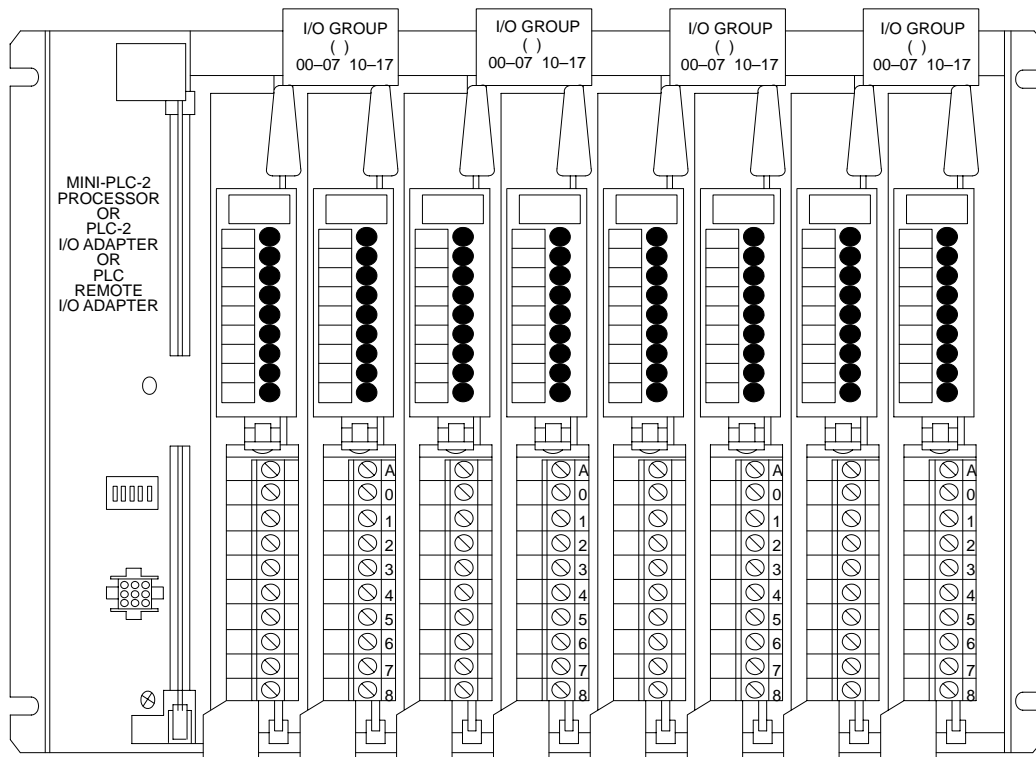 I/O GROUP
( )
00–07 10–17
I/O GROUP
( )
00–07 10–17
I/O GROUP
( )
00–07 10–17
I/O GROUP
( )
00–07 10–17
MINI-PLC-2
PROCESSOR
OR
PLC-2
I/O ADAPTER
OR
PLC
REMOTE
I/O ADAPTER
A
0
1
2
3
4
5
6
7
8
A
0
1
2
3
4
5
6
7
8
A
0
1
2
3
4
5
6
7
8
A
0
1
2
3
4
5
6
7
8